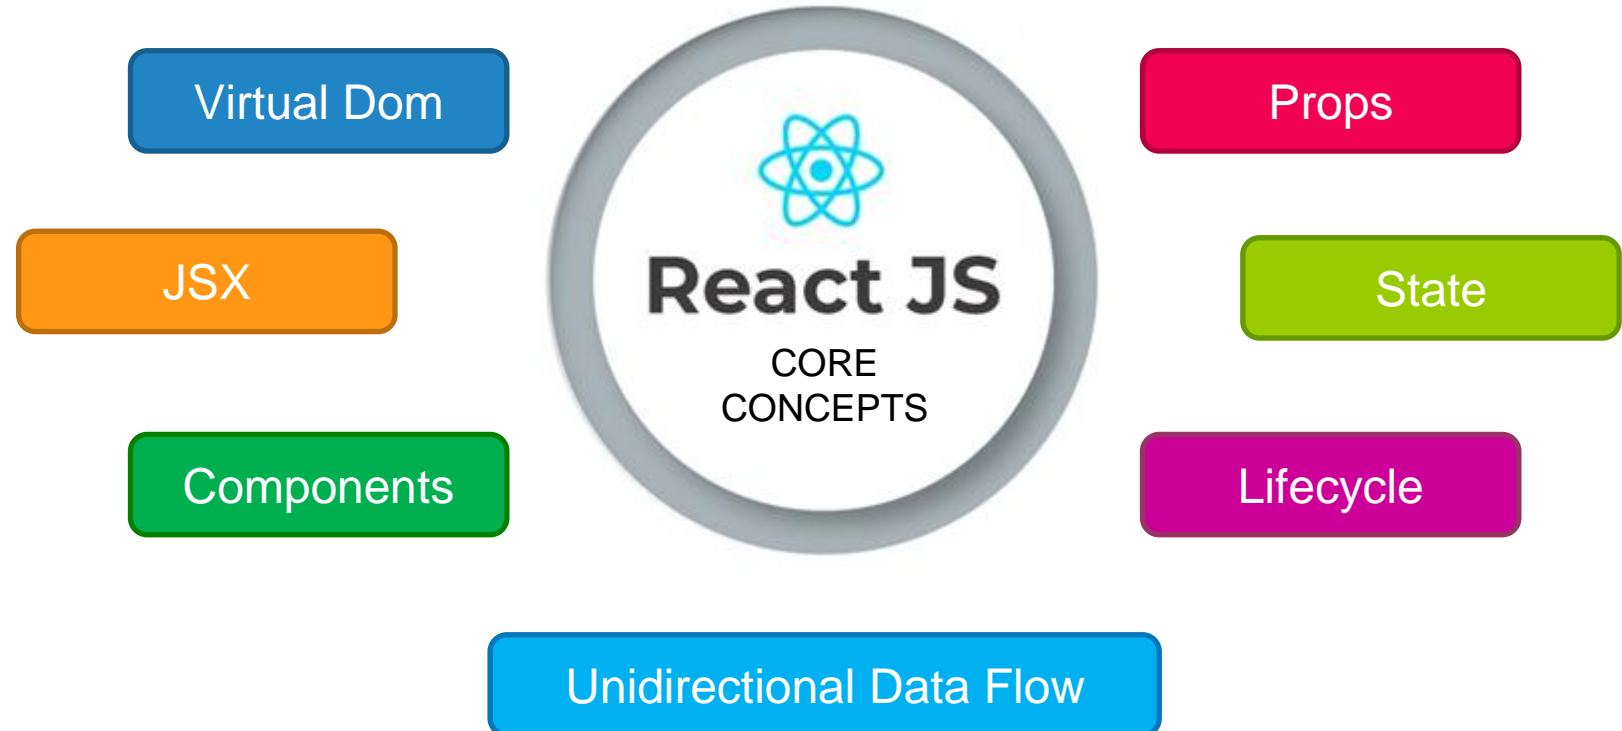 Virtual Dom
Props
React JS
JSX
State
CORE
CONCEPTS
Components
Lifecycle
Unidirectional Data Flow